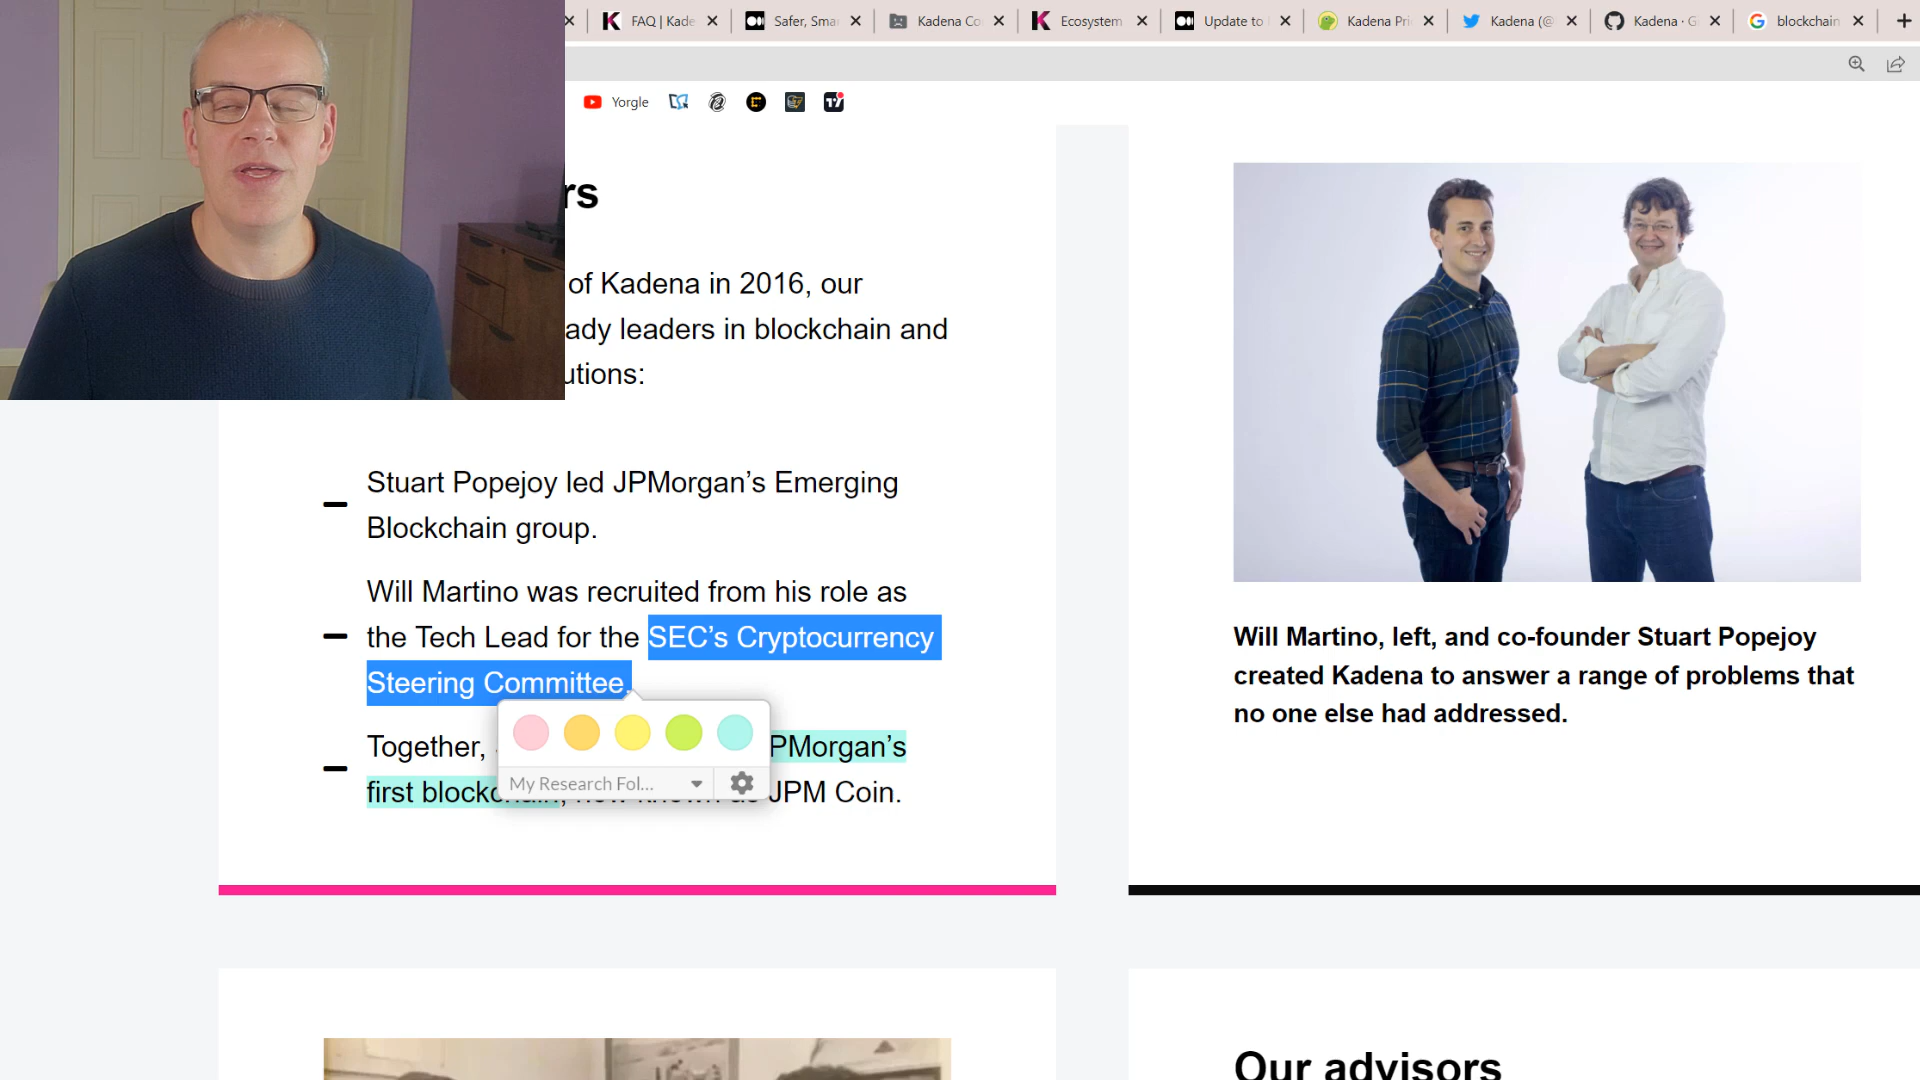 FAQ | Kade
Safer, Sma
Kadena Co
Ecosystem
Update to
Kadena Pri
Kadena (@
Kadena · G
blockchain
Yorgle
rs
of Kadena in 2016, our
ady leaders in blockchain and
utions:
Stuart Popejoy led JPMorgan’s Emerging
Blockchain group.
Will Martino was recruited from his role as
the Tech Lead for the SEC’s Cryptocurrency
Steering Committee.
Together,
PMorgan’s
first blockchain, now known as JPM Coin.
My Research Fol...
Will Martino, left, and co-founder Stuart Popejoy
created Kadena to answer a range of problems that
no one else had addressed.
Our advisors